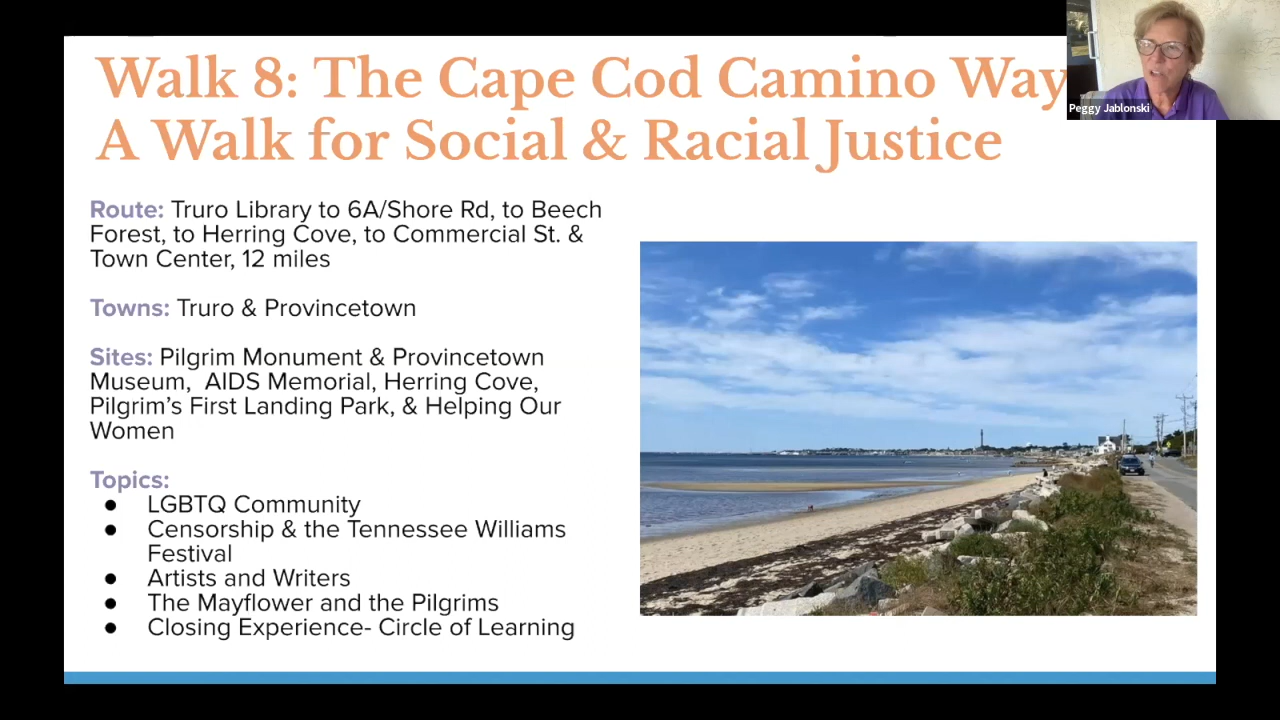 Walk 8: The Cape Cod Camino Way
A Walk for Social & Racial Justice
Peggy Jablonski
Route: Truro Library to 6A/Shore Rd, to Beech
Forest, to Herring Cove, to Commercial St. &
Town Center, 12 miles
Towns: Truro & Provincetown
Sites: Pilgrim Monument & Provincetown
Museum,  AIDS Memorial, Herring Cove,
Pilgrim’s First Landing Park, & Helping Our
Women
Topics:
● LGBTQ Community
● Censorship & the Tennessee Williams
Festival
● Artists and Writers
● The Mayflower and the Pilgrims
● Closing Experience- Circle of Learning